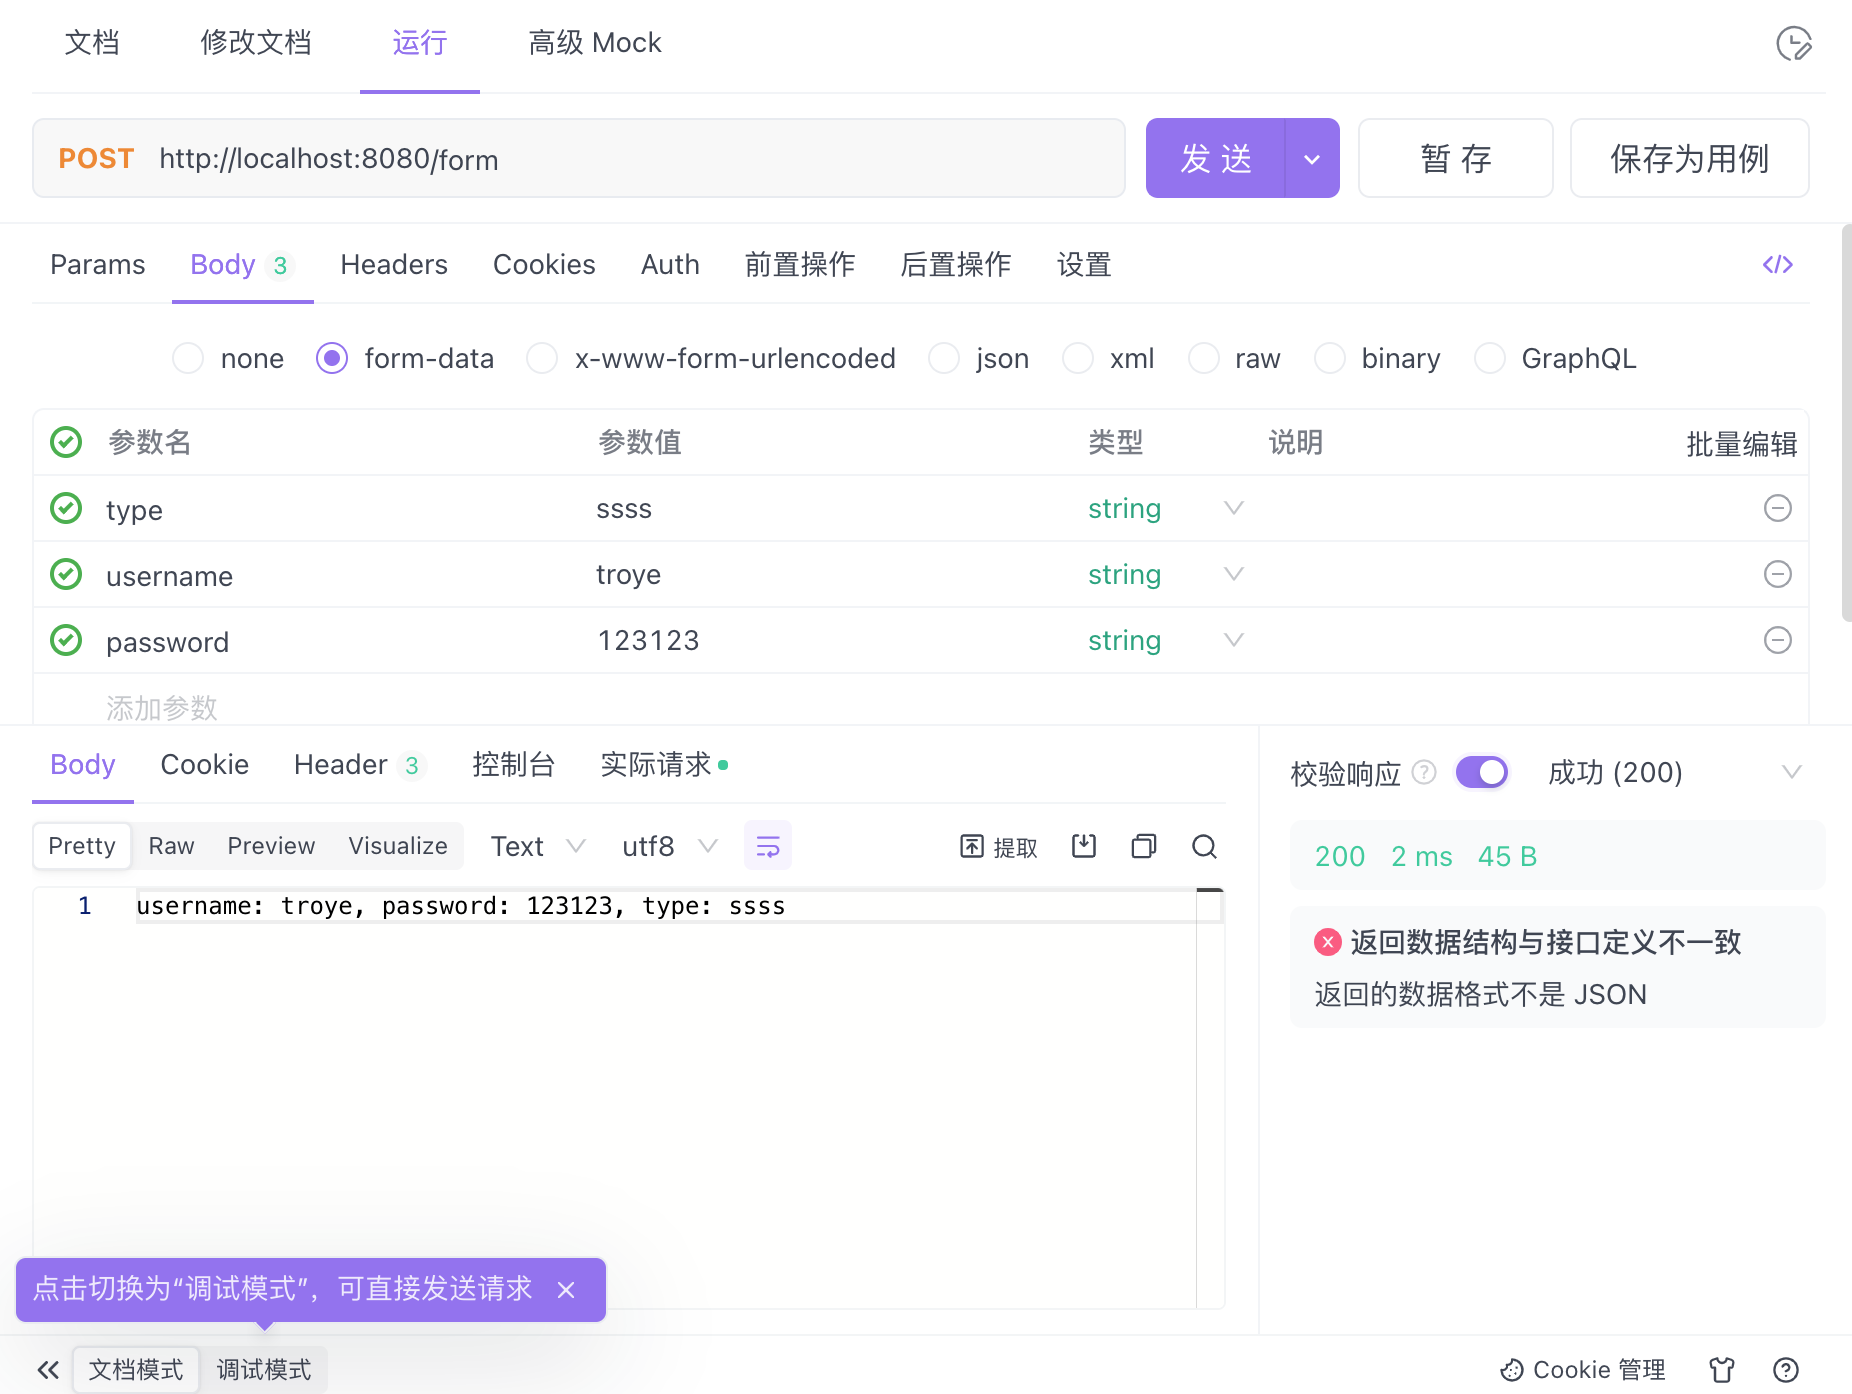 文档 修改文档 运行 高级 Mock
POST http://localhost:8080/form 发 送 暂 存 保存为用例
Params Body 3 Headers Cookies Auth 前置操作 后置操作 设置 </>
none form-data x-www-form-urlencoded json xml raw binary GraphQL
参数名 参数值 类型 说明 批量编辑
type ssss string
username troye string
password 123123 string
添加参数
Body Cookie Header 3 控制台 实际请求
Pretty Raw Preview Visualize Text utf8 提取
1 username: troye, password: 123123, type: ssss
校验响应 ? 成功 (200)
200 2 ms 45 B
返回数据结构与接口定义不一致
返回的数据格式不是 JSON
点击切换为“调试模式”，可直接发送请求
文档模式 调试模式 Cookie 管理 ?